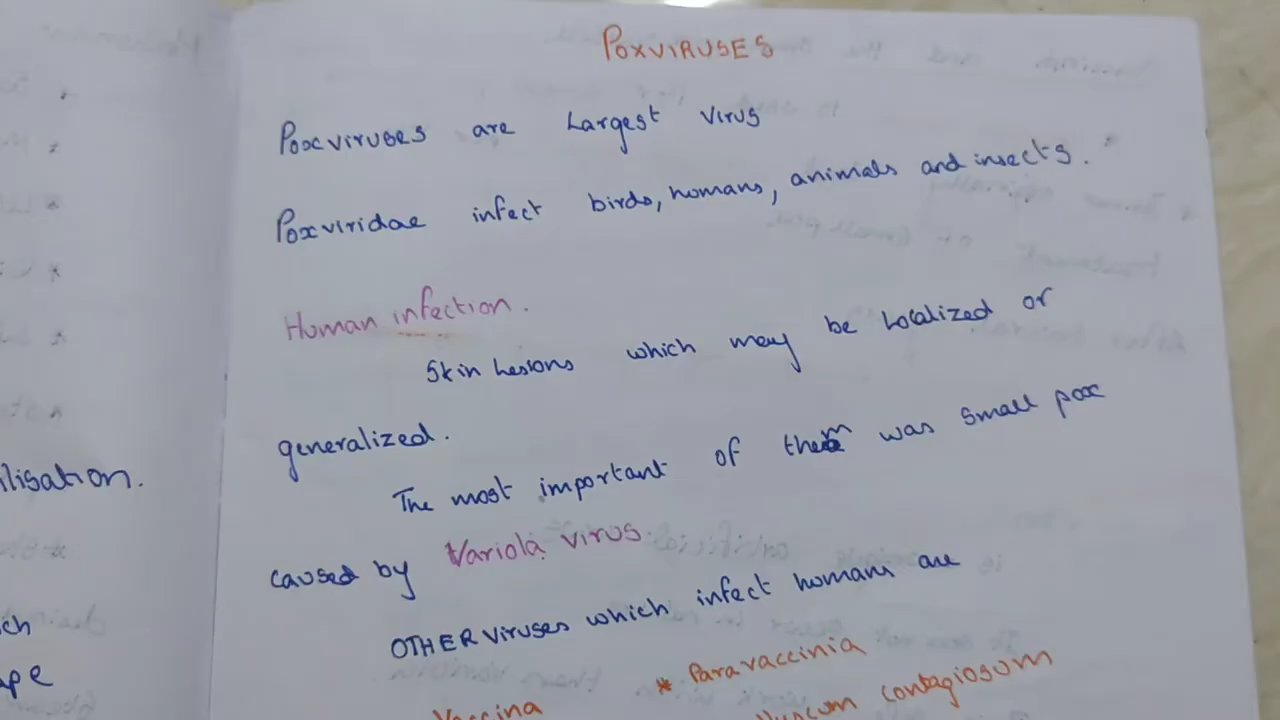 POXVIRUSES
Poxviruses are Largest virus
Poxviridae infect birds, humans, animals and insects.
Human infection.
Skin Lesions which may be Localized or
generalized.
The most important of them was small pox
caused by Variola virus.
OTHER viruses which infect humans are
* Paravaccinia
Vaccina
contagiosum
ilisation.